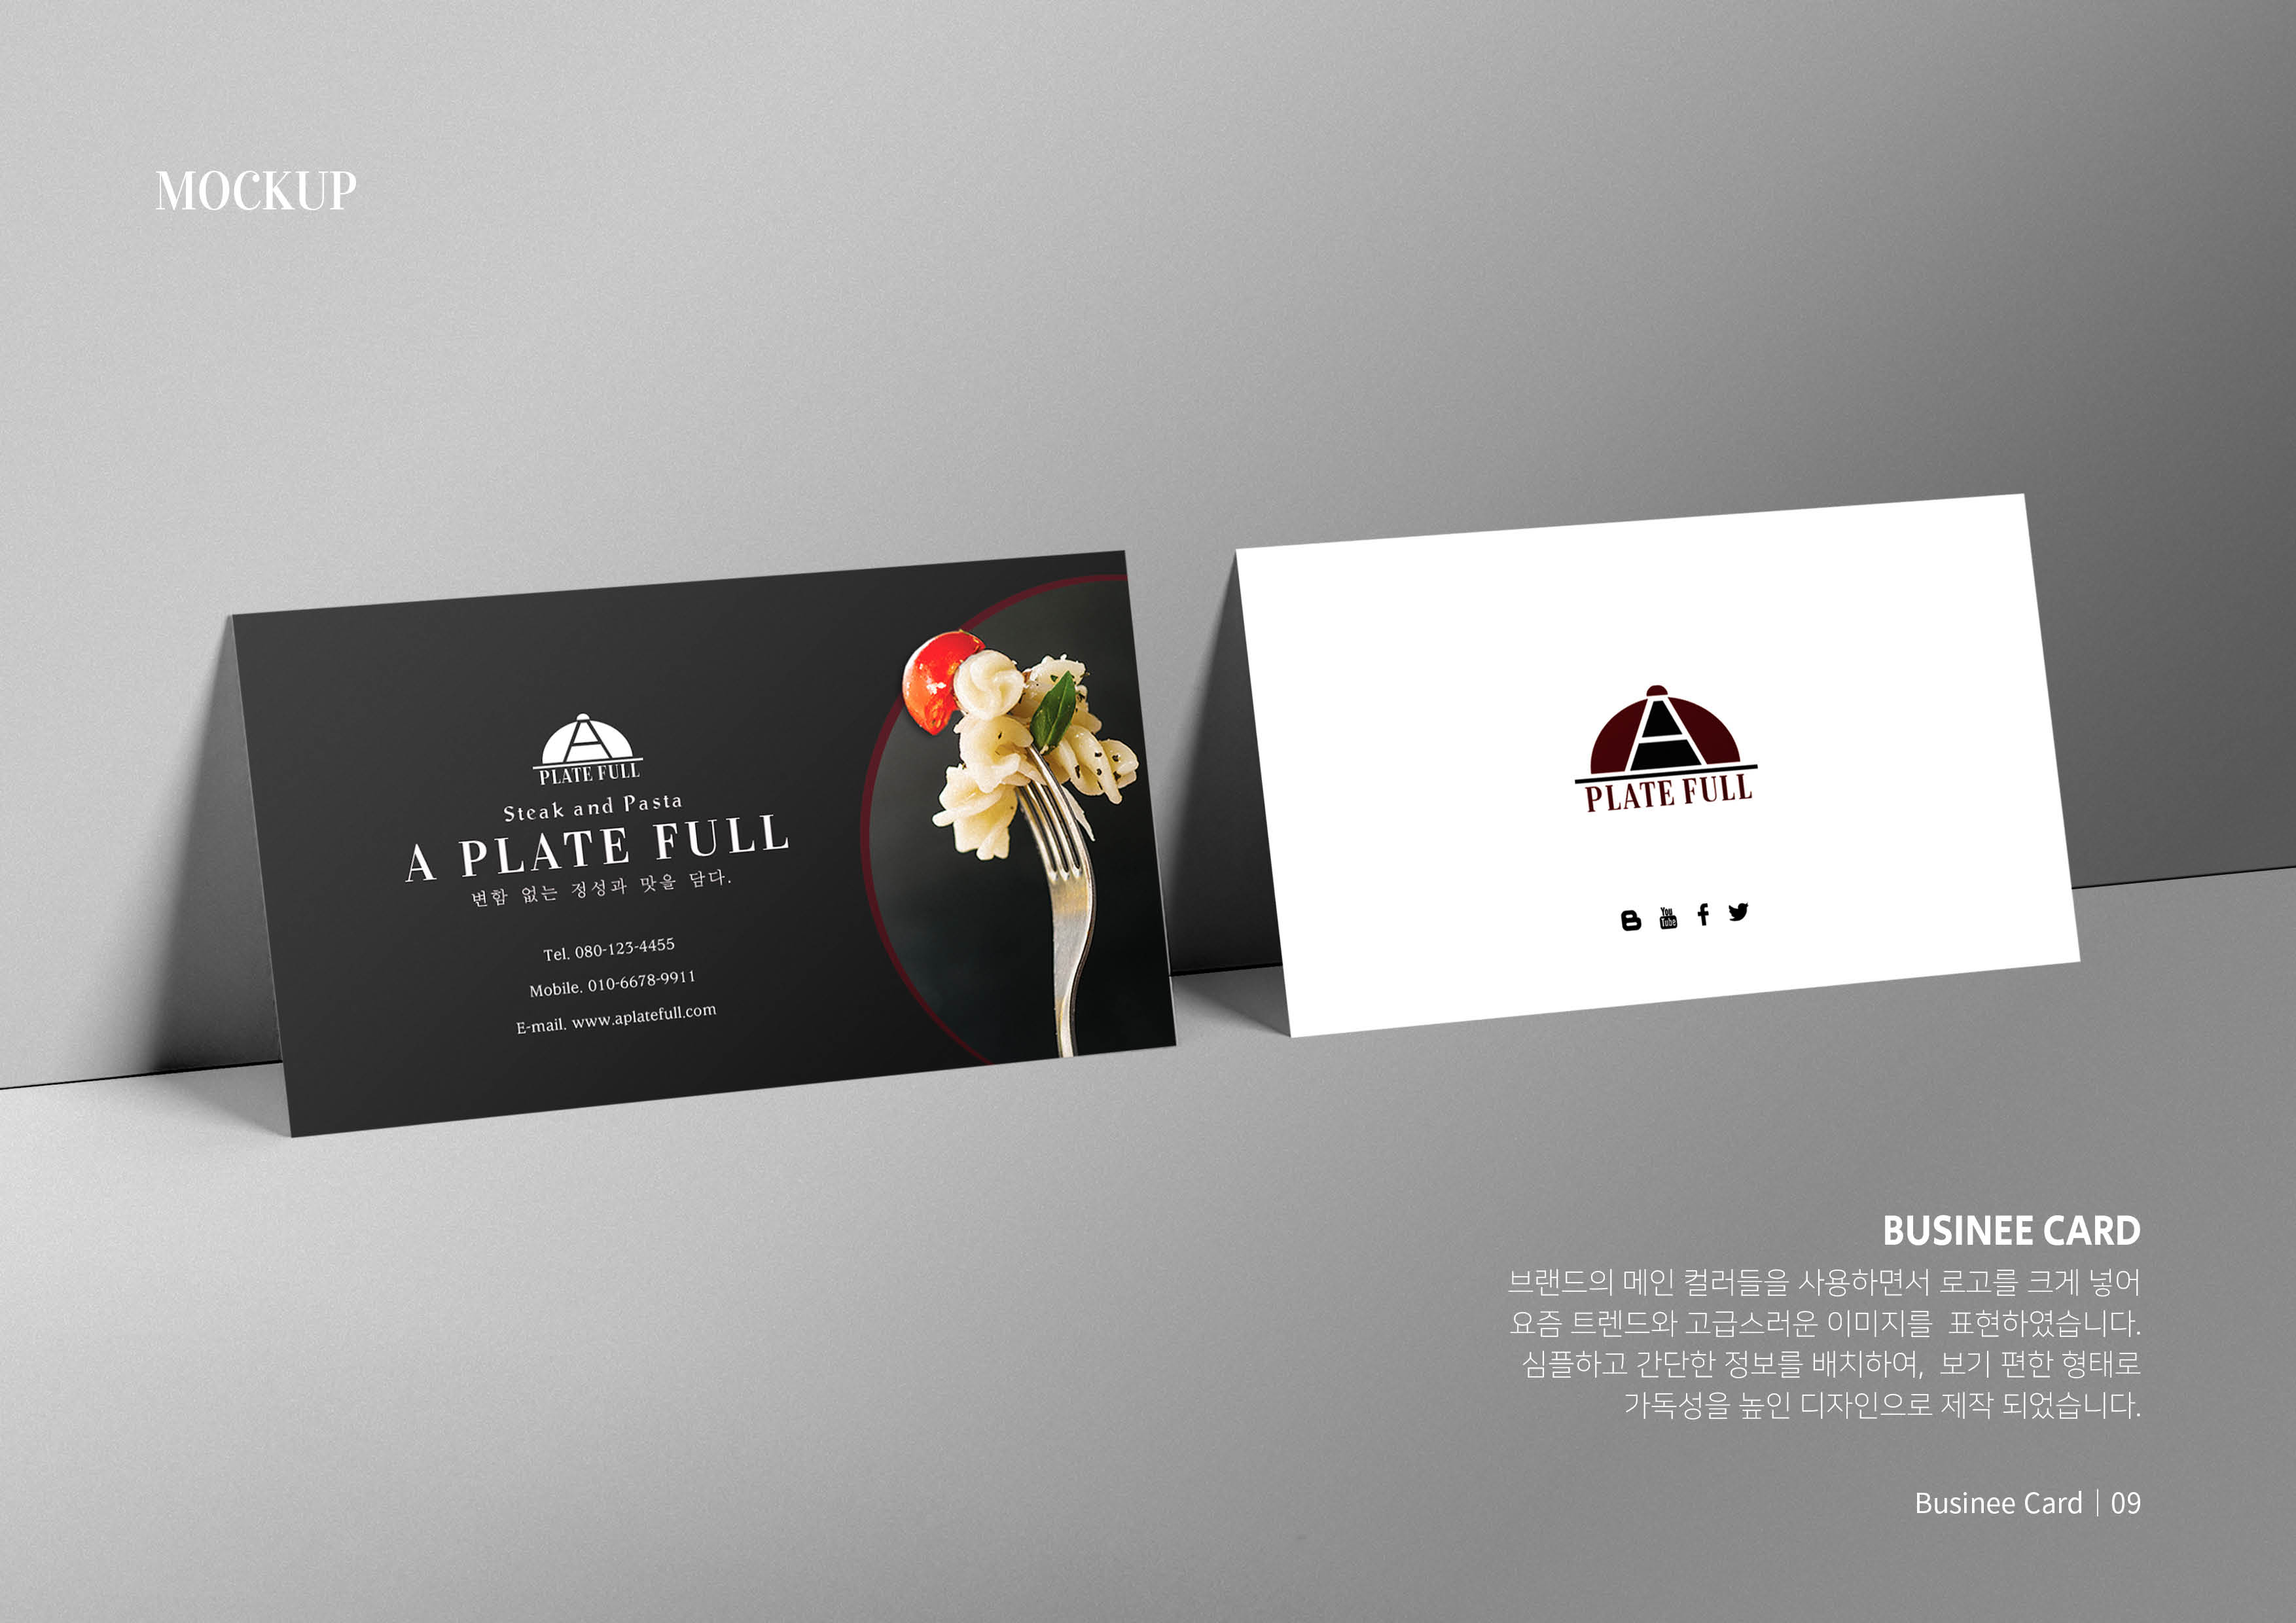 MOCKUP
A
PLATE FULL
Steak and Pasta
A PLATE FULL
변함 없는 정성과 맛을 담다.
Tel. 080-123-4455
Mobile. 010-6678-9911
E-mail. www.aplatefull.com
A
PLATE FULL
You Tube
BUSINEE CARD
브랜드의 메인 컬러들을 사용하면서 로고를 크게 넣어
요즘 트렌드와 고급스러운 이미지를 표현하였습니다.
심플하고 간단한 정보를 배치하여, 보기 편한 형태로
가독성을 높인 디자인으로 제작 되었습니다.
Businee Card | 09